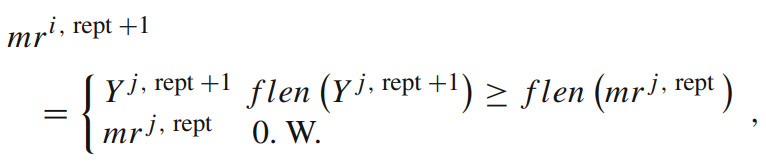 mr^{i, rept +1}
= { Y^{j, rept +1} flen (Y^{j, rept +1}) ≥ flen (mr^{j, rept})
mr^{j, rept} 0. W. ,